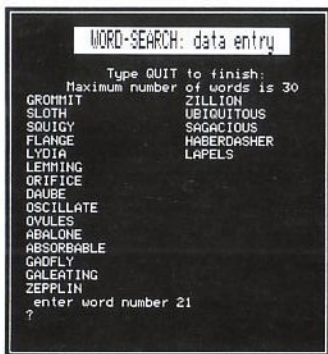 WORD-SEARCH: data entry
Type QUIT to finish:
Maximum number of words is 30
GROMMIT ZILLION
SLOTH UBIQUITOUS
SQUIGY SAGACIOUS
FLANGE HABERDASHER
LYDIA LAPELS
LEMMING
ORIFICE
DAUBE
OSCILLATE
OVULES
ABALONE
ABSORBABLE
GADFLY
GALEATING
ZEPPLIN
enter word number 21
?